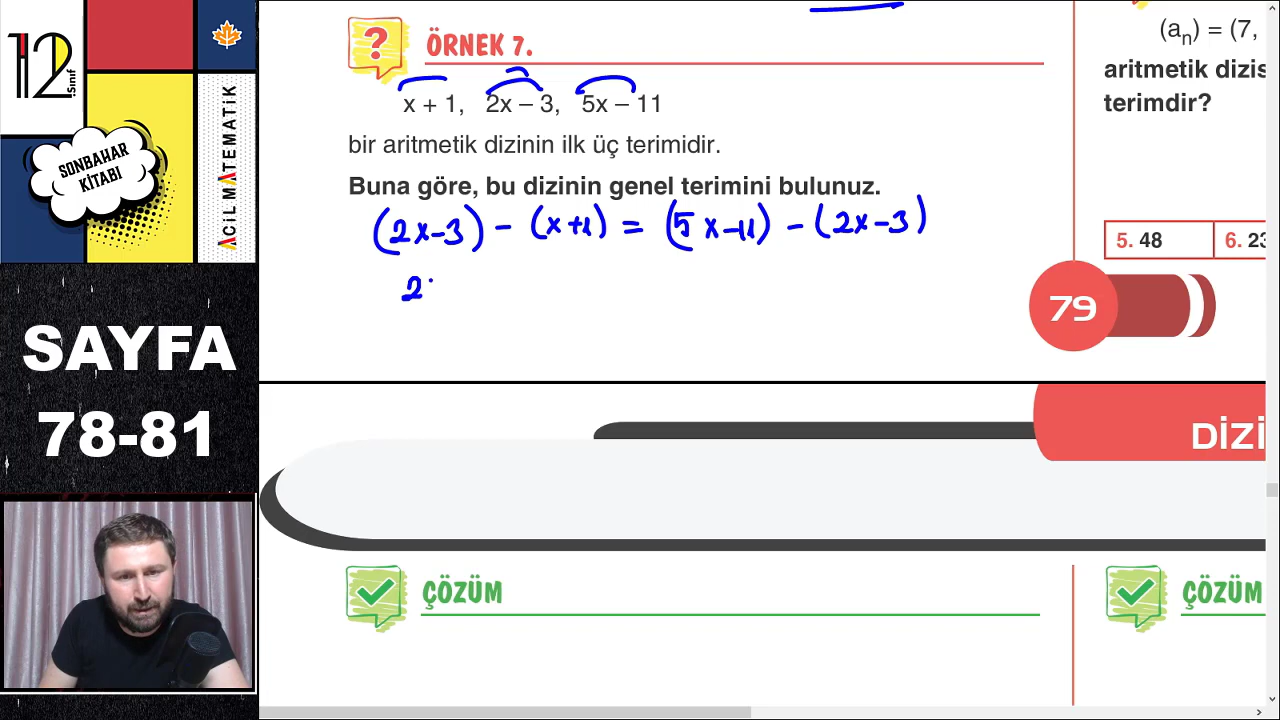 12.Sınıf
SONBAHAR
KİTABI
ACİL MATEMATİK
SAYFA
78-81
ÖRNEK 7.
x + 1, 2x – 3, 5x – 11
bir aritmetik dizinin ilk üç terimidir.
Buna göre, bu dizinin genel terimini bulunuz.
(2x-3) - (x+1) = (5x-11) - (2x-3)
2
(an) = (7,
aritmetik dizis
terimdir?
5. 48 6. 23
79
DİZİ
ÇÖZÜM
ÇÖZÜM